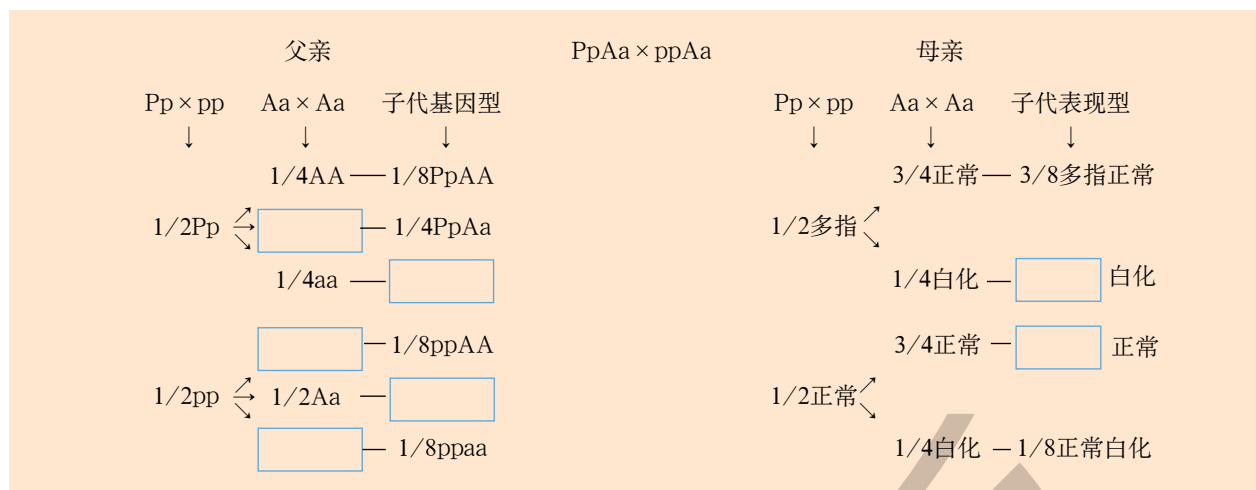 父亲 PpAa×ppAa 母亲
Pp×pp Aa×Aa 子代基因型 Pp×pp Aa×Aa 子代表现型
↓ ↓ ↓ ↓ ↓ ↓
1/4AA — 1/8PpAA 3/4正常 — 3/8多指正常
1/2Pp — 1/4PpAa 1/2多指
1/4aa — 1/4白化 — 白化
— 1/8ppAA 3/4正常 — 正常
1/2pp 1/2Aa — 1/2正常
— 1/8ppaa 1/4白化 — 1/8正常白化